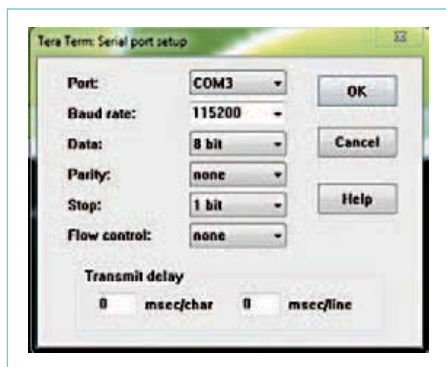 Tera Term: Serial port setup
Port: COM3 OK
Baud rate: 115200
Data: 8 bit Cancel
Parity: none
Stop: 1 bit Help
Flow control: none
Transmit delay
0 msec/char 0 msec/line